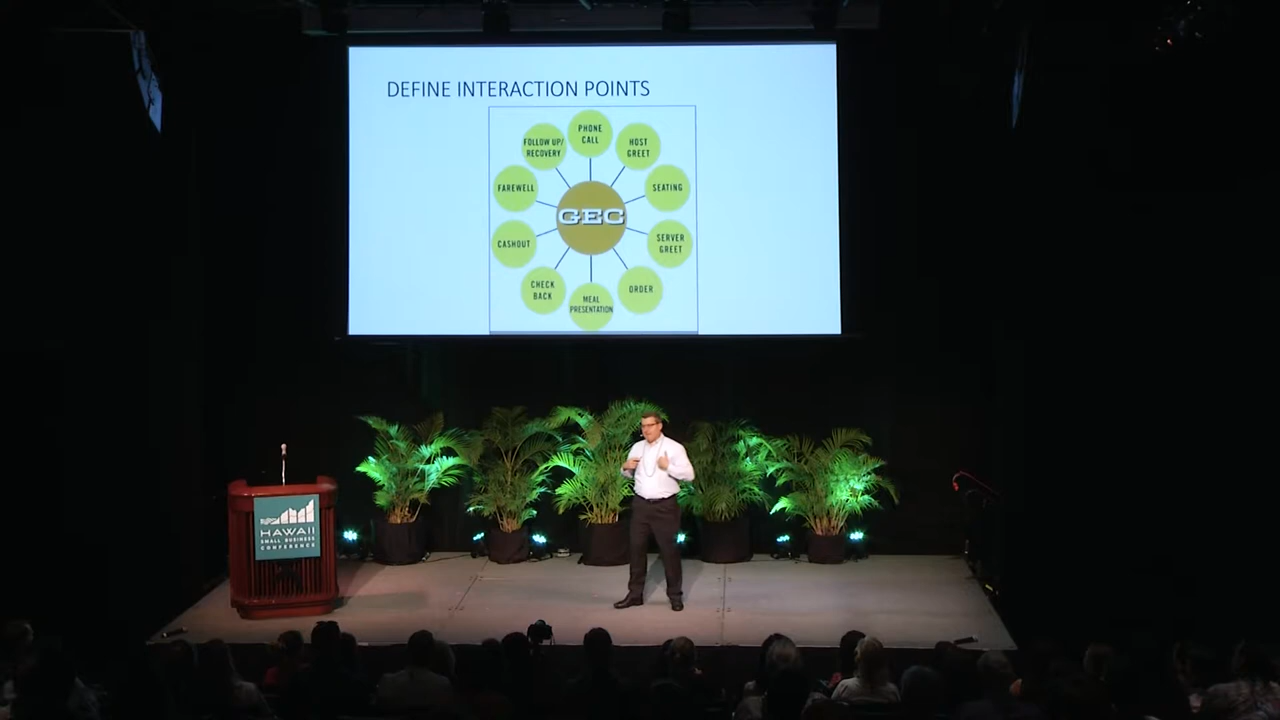 DEFINE INTERACTION POINTS
PHONE
CALL
HOST
GREET
SEATING
SERVER
GREET
ORDER
MEAL
PRESENTATION
CHECK
BACK
CASHOUT
FAREWELL
FOLLOW UP/
RECOVERY
GEC
HAWAII
SMALL BUSINESS
CONFERENCE